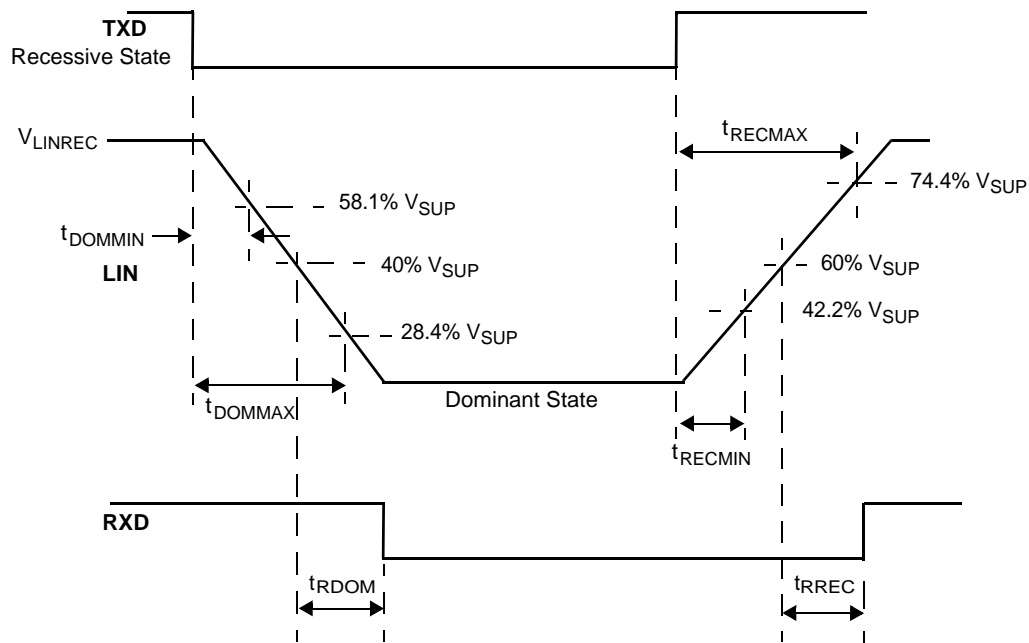 TXD
Recessive State
VLINREC
tRECMAX
74.4% VSUP
58.1% VSUP
tDOMMIN
LIN
40% VSUP
60% VSUP
42.2% VSUP
28.4% VSUP
Dominant State
tDOMMAX
tRECMIN
RXD
tRDOM
tRREC